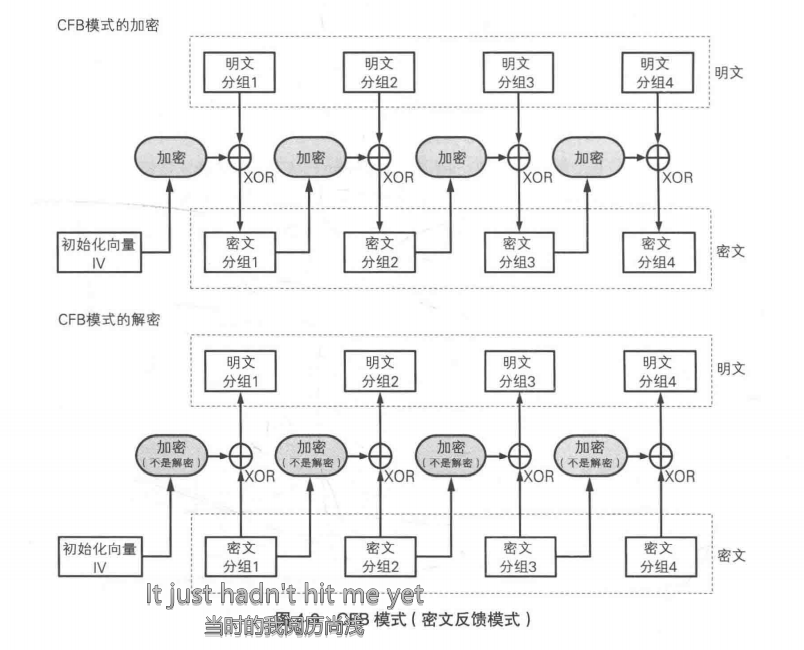 CFB模式的加密
明文
分组1
明文
分组2
明文
分组3
明文
分组4
明文
加密
加密
加密
加密
XOR
XOR
XOR
XOR
初始化向量
IV
密文
分组1
密文
分组2
密文
分组3
密文
分组4
密文
CFB模式的解密
明文
分组1
明文
分组2
明文
分组3
明文
分组4
明文
加密
(不是解密)
加密
(不是解密)
加密
(不是解密)
加密
(不是解密)
XOR
XOR
XOR
XOR
初始化向量
IV
密文
分组1
密文
分组2
密文
分组3
密文
分组4
密文
It just hadn't hit me yet
CFB 模式(密文反馈模式)
当时的我阅历尚浅